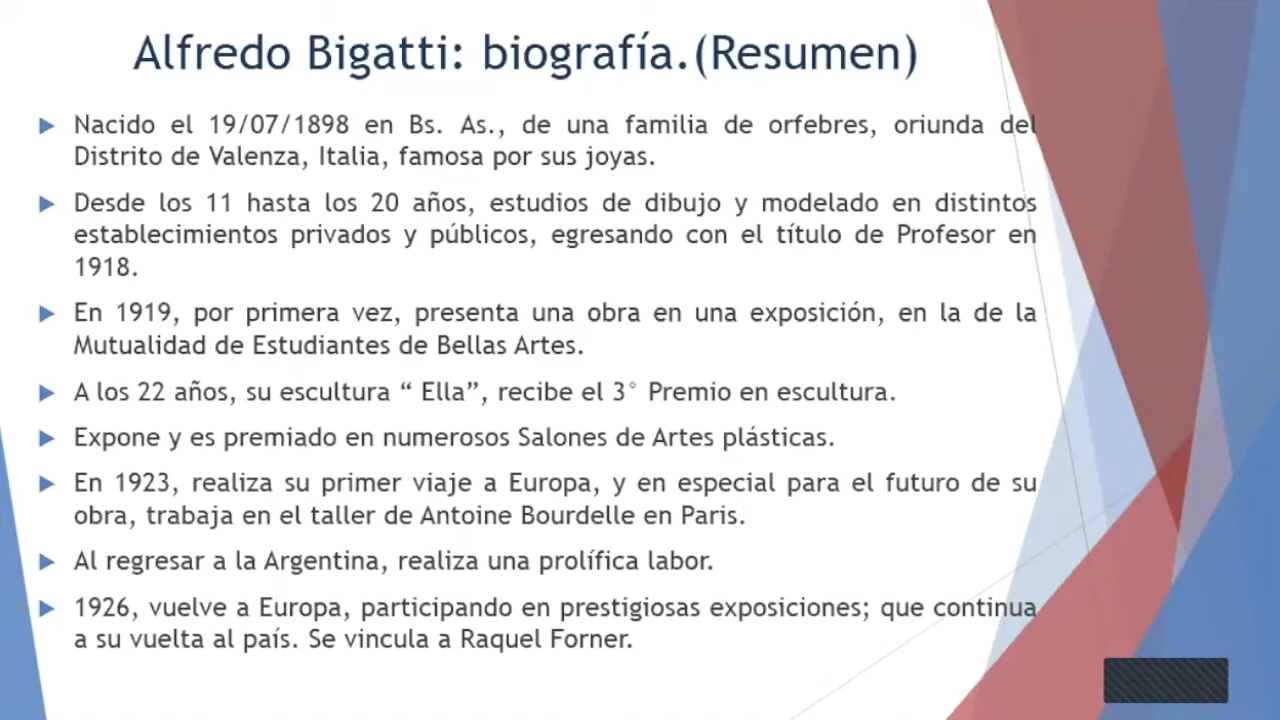 Alfredo Bigatti: biografía.(Resumen)
Nacido el 19/07/1898 en Bs. As., de una familia de orfebres, oriunda del
Distrito de Valenza, Italia, famosa por sus joyas.
Desde los 11 hasta los 20 años, estudios de dibujo y modelado en distintos
establecimientos privados y públicos, egresando con el título de Profesor en
1918.
En 1919, por primera vez, presenta una obra en una exposición, en la de la
Mutualidad de Estudiantes de Bellas Artes.
A los 22 años, su escultura “ Ella”, recibe el 3° Premio en escultura.
Expone y es premiado en numerosos Salones de Artes plásticas.
En 1923, realiza su primer viaje a Europa, y en especial para el futuro de su
obra, trabaja en el taller de Antoine Bourdelle en Paris.
Al regresar a la Argentina, realiza una prolífica labor.
1926, vuelve a Europa, participando en prestigiosas exposiciones; que continua
a su vuelta al país. Se vincula a Raquel Forner.